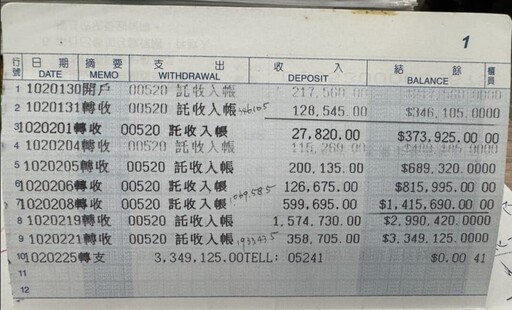 1
行號 日期 DATE 摘要 MEMO 支出 WITHDRAWAL 收入 DEPOSIT 結餘 BALANCE 櫃員
1 1020130開戶 00520 託收入帳 217,560.00 $217,560.0000
2 1020131轉收 00520 託收入帳 346105 128,545.00 $346,105.0000
3 1020201轉收 00520 託收入帳 27,820.00 $373,925.00 00
4 1020204轉收 00520 託收入帳 115,260.00
5 1020205轉收 00520 託收入帳 200,135.00 $689,320.0000
6 1020206轉收 00520 託收入帳 126,675.00 $815,995.00 00
7 1020208轉收 00520 託收入帳 599,695.00 $1,415,690.00 00
8 1020219轉收 00520 託收入帳 1,574,730.00 $2,990,420.0000
9 1020221轉收 00520 託收入帳 358,705.00 $3,349,125.0000
10 1020225轉支 3,349,125.00TELL: 05241 $0.00 41
11
12